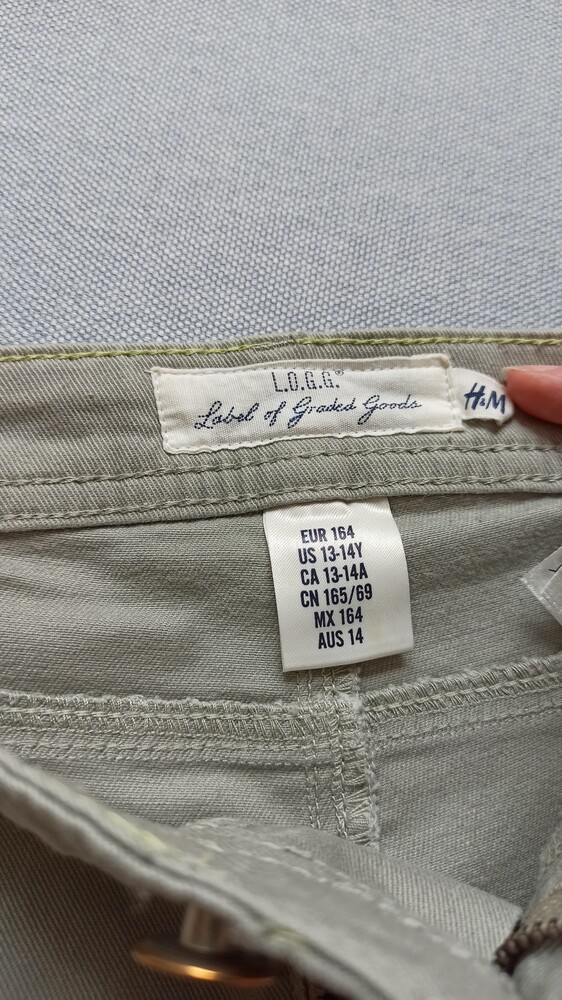 L.O.G.G.®
Label of Graded Goods
H&M
EUR 164
US 13-14Y
CA 13-14A
CN 165/69
MX 164
AUS 14